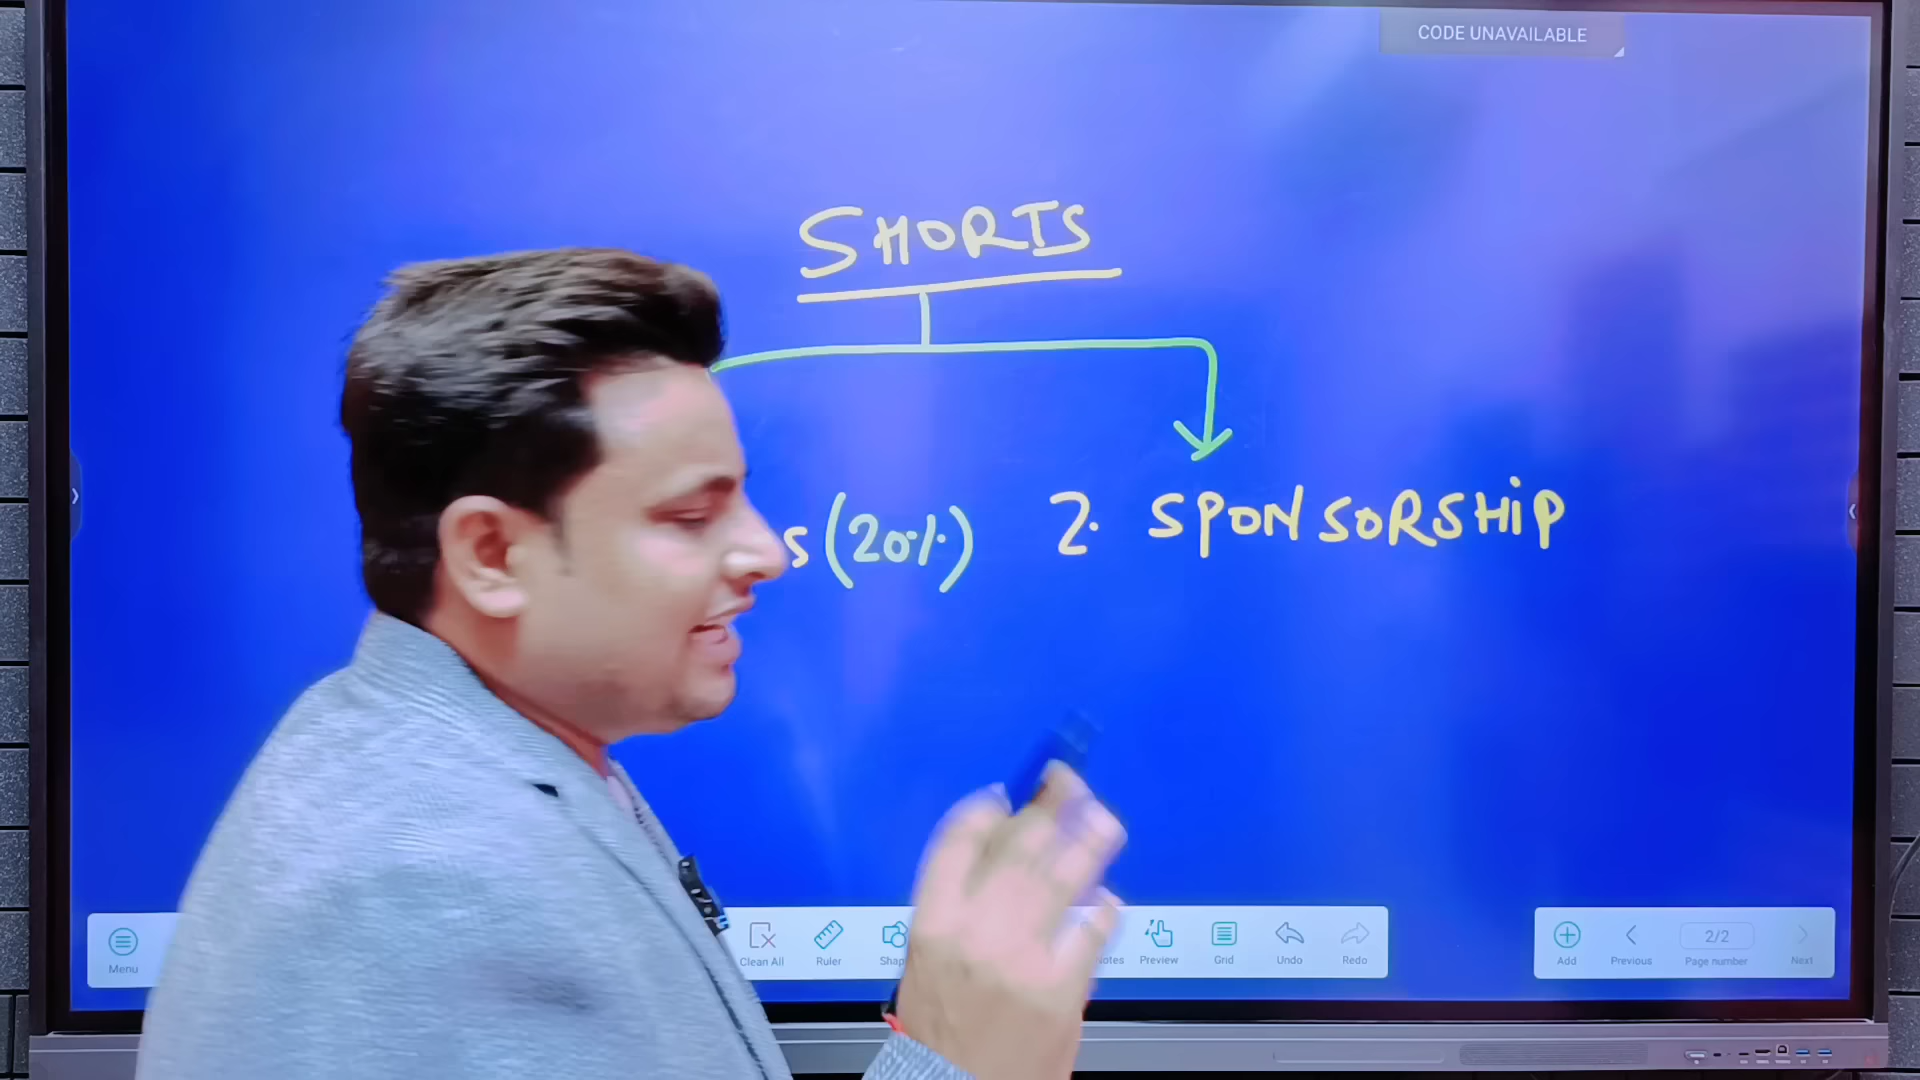 CODE UNAVAILABLE
SHORTS
S (20%) 2. SPONSORSHIP
Menu Clean All Ruler Preview Grid Undo Redo Add Previous 2/2 Page number Next